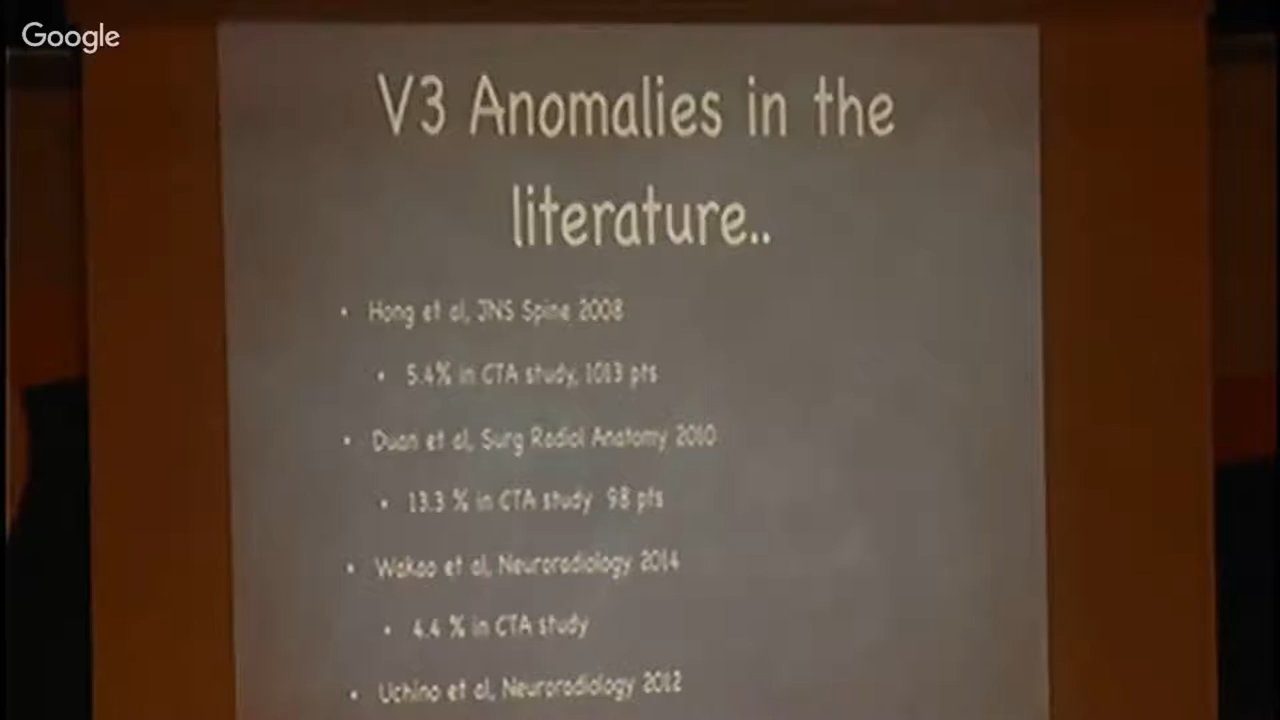 Google
V3 Anomalies in the
literature..
• Hong et al, JNS Spine 2008
• 5.4% in CTA study, 1013 pts
• Duan et al, Surg Radiol Anatomy 2010
• 13.3 % in CTA study 98 pts
• Wakao et al, Neuroradiology 2014
• 4.4 % in CTA study
• Uchino et al, Neuroradiology 2012